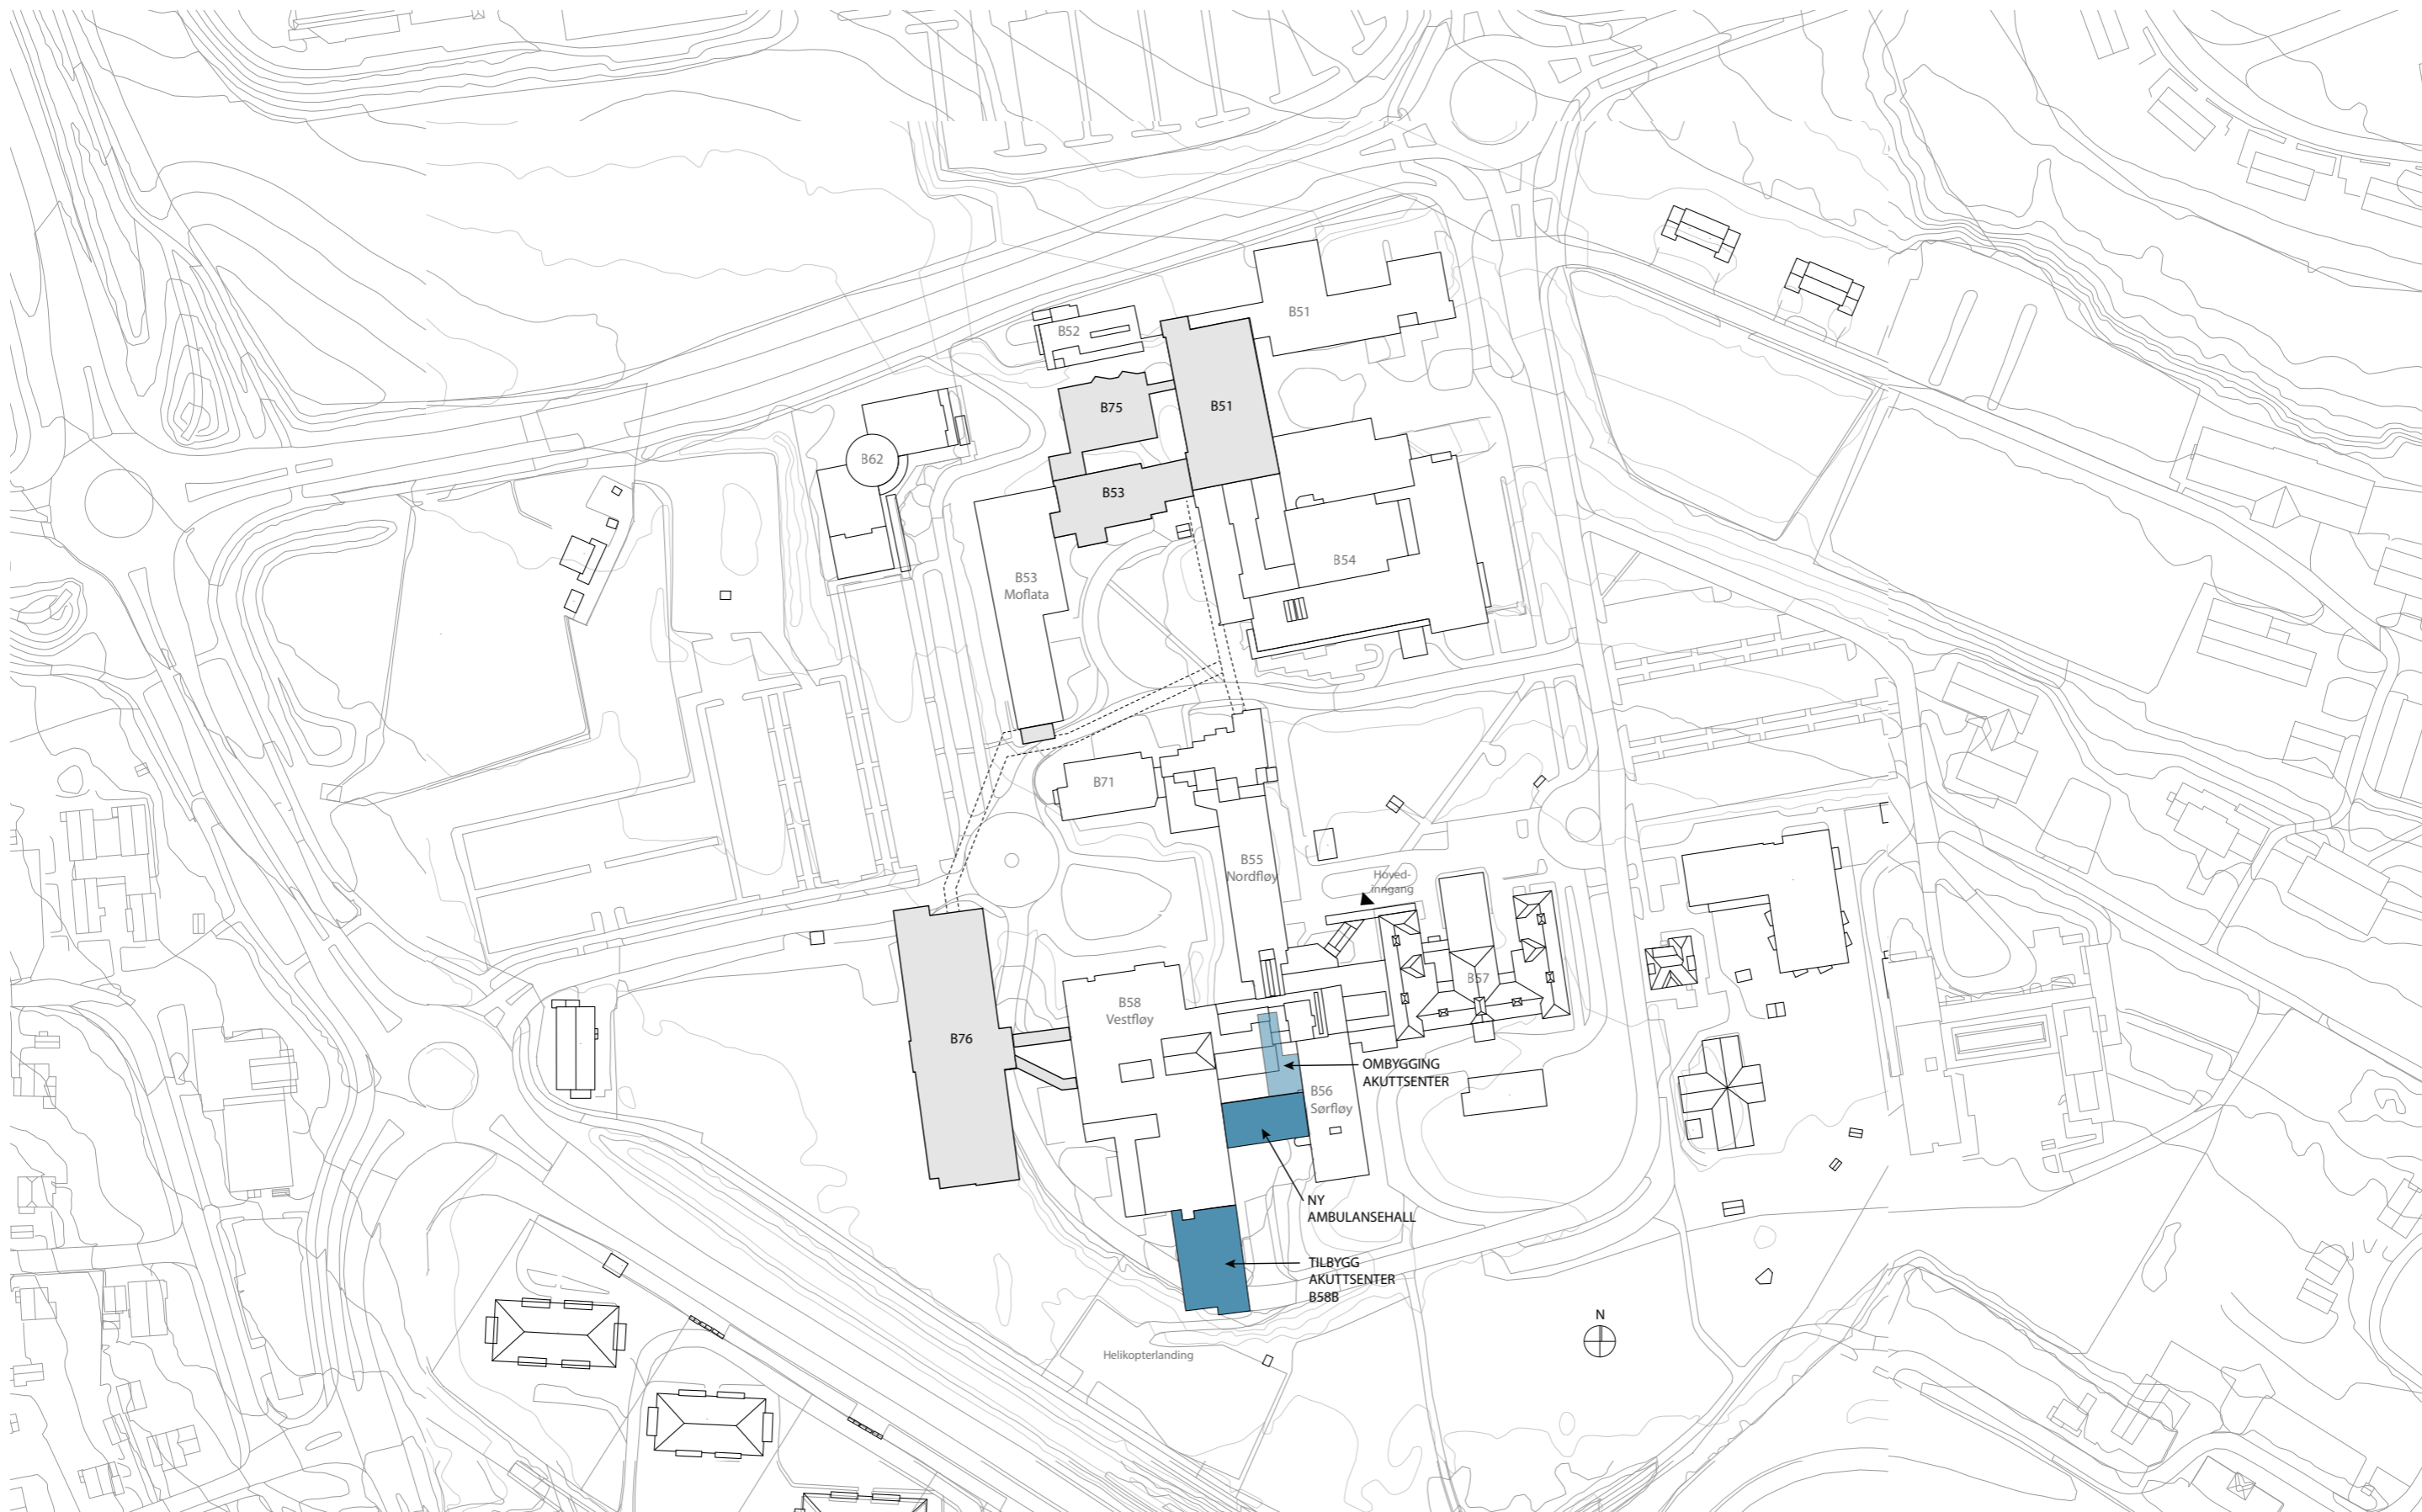 B51
B52
B75
B51
B62
B53
B54
B53
Moflata
B71
B55
Nordfløy
Hoved-
inngang
B57
B58
Vestfløy
B76
OMBYGGING
AKUTTSENTER
B56
Sørfløy
NY
AMBULANSEHALL
TILBYGG
AKUTTSENTER
B58B
N
Helikopterlanding